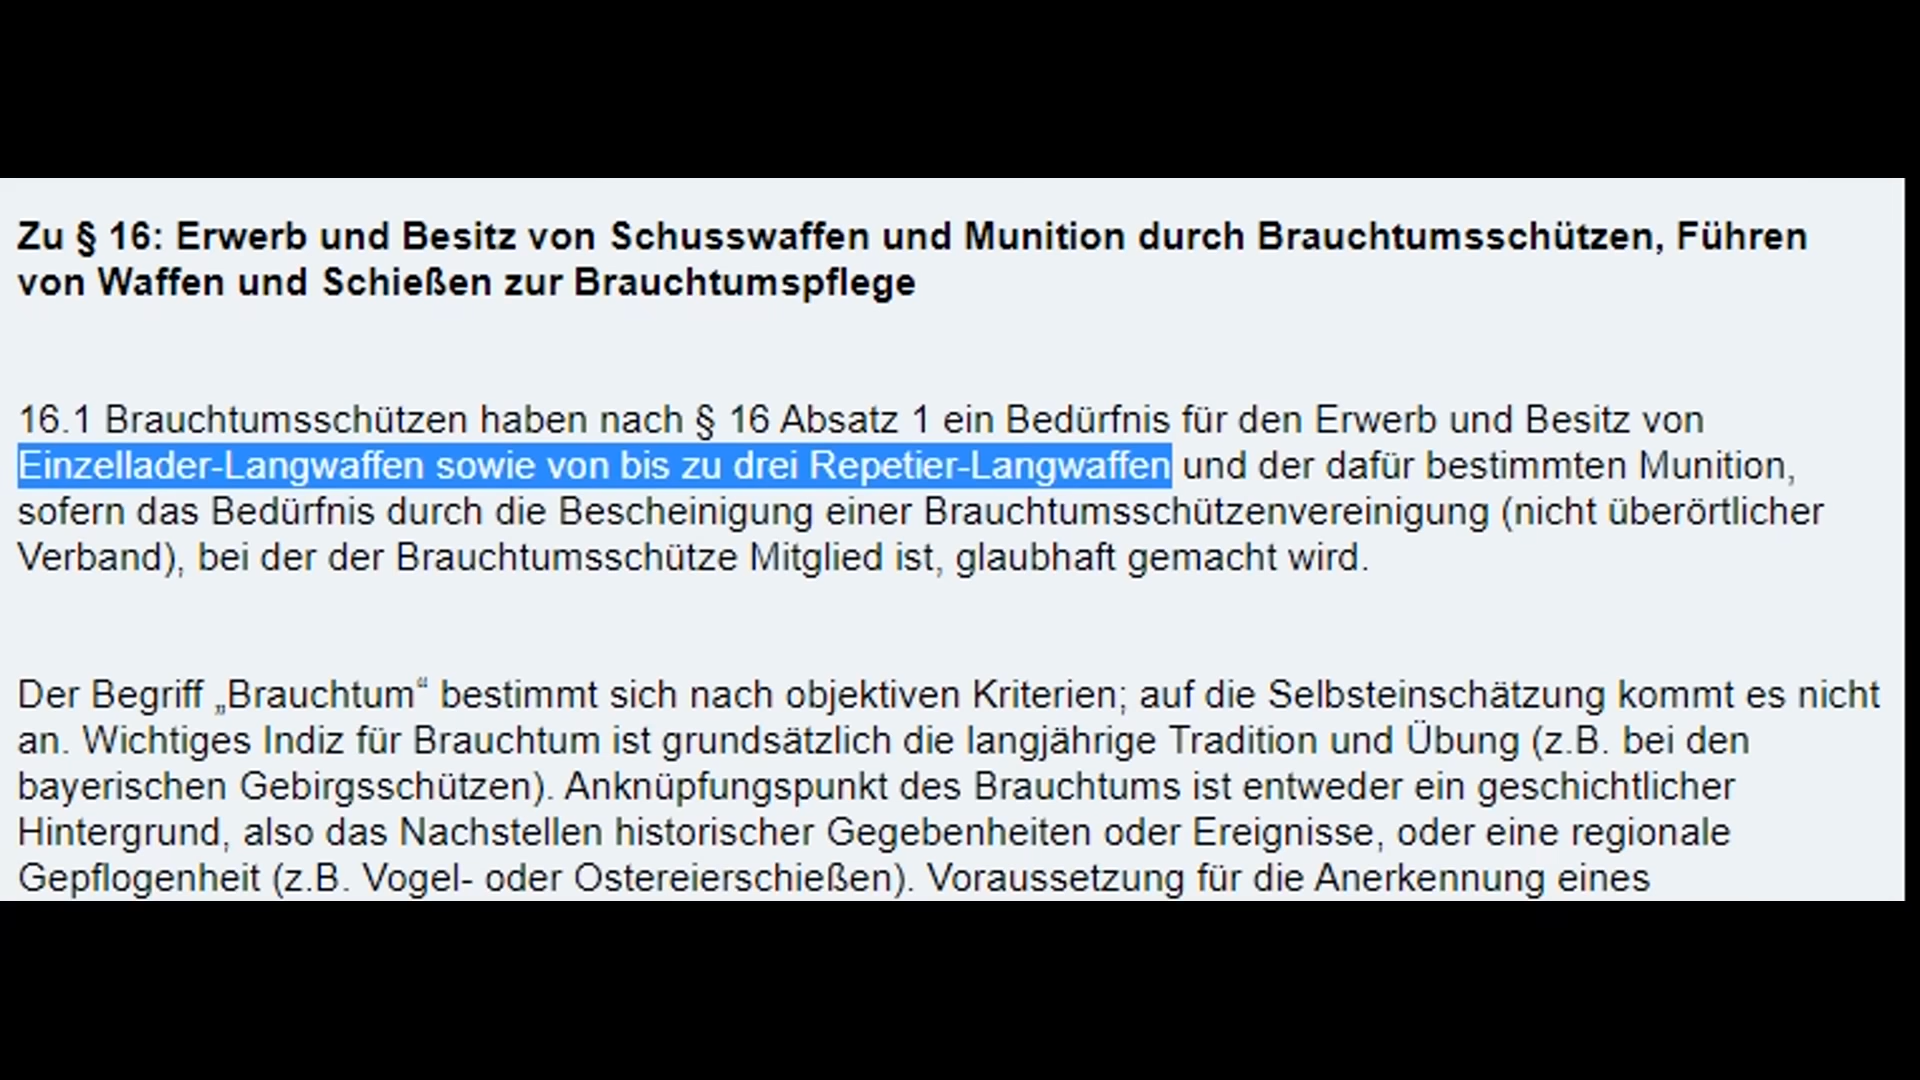 Zu § 16: Erwerb und Besitz von Schusswaffen und Munition durch Brauchtumsschützen, Führen
von Waffen und Schießen zur Brauchtumspflege
16.1 Brauchtumsschützen haben nach § 16 Absatz 1 ein Bedürfnis für den Erwerb und Besitz von
Einzellader-Langwaffen sowie von bis zu drei Repetier-Langwaffen und der dafür bestimmten Munition,
sofern das Bedürfnis durch die Bescheinigung einer Brauchtumsschützenvereinigung (nicht überörtlicher
Verband), bei der der Brauchtumsschütze Mitglied ist, glaubhaft gemacht wird.
Der Begriff „Brauchtum“ bestimmt sich nach objektiven Kriterien; auf die Selbsteinschätzung kommt es nicht
an. Wichtiges Indiz für Brauchtum ist grundsätzlich die langjährige Tradition und Übung (z.B. bei den
bayerischen Gebirgsschützen). Anknüpfungspunkt des Brauchtums ist entweder ein geschichtlicher
Hintergrund, also das Nachstellen historischer Gegebenheiten oder Ereignisse, oder eine regionale
Gepflogenheit (z.B. Vogel- oder Ostereierschießen). Voraussetzung für die Anerkennung eines